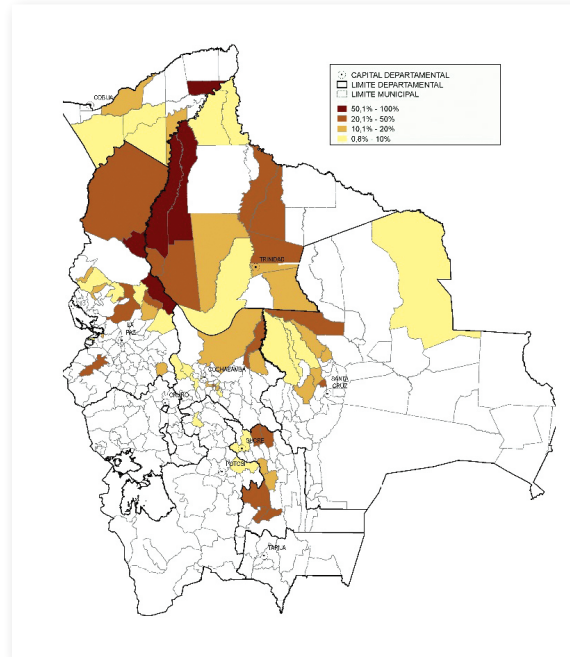 CAPITAL DEPARTAMENTAL
LIMITE DEPARTAMENTAL
LIMITE MUNICIPAL
50,1% - 100%
20,1% - 50%
10,1% - 20%
0,8% - 10%
COBIJA
TRINIDAD
LA
PAZ
COCHABAMBA
SANTA
CRUZ
ORURO
SUCRE
POTOSI
TARIJA